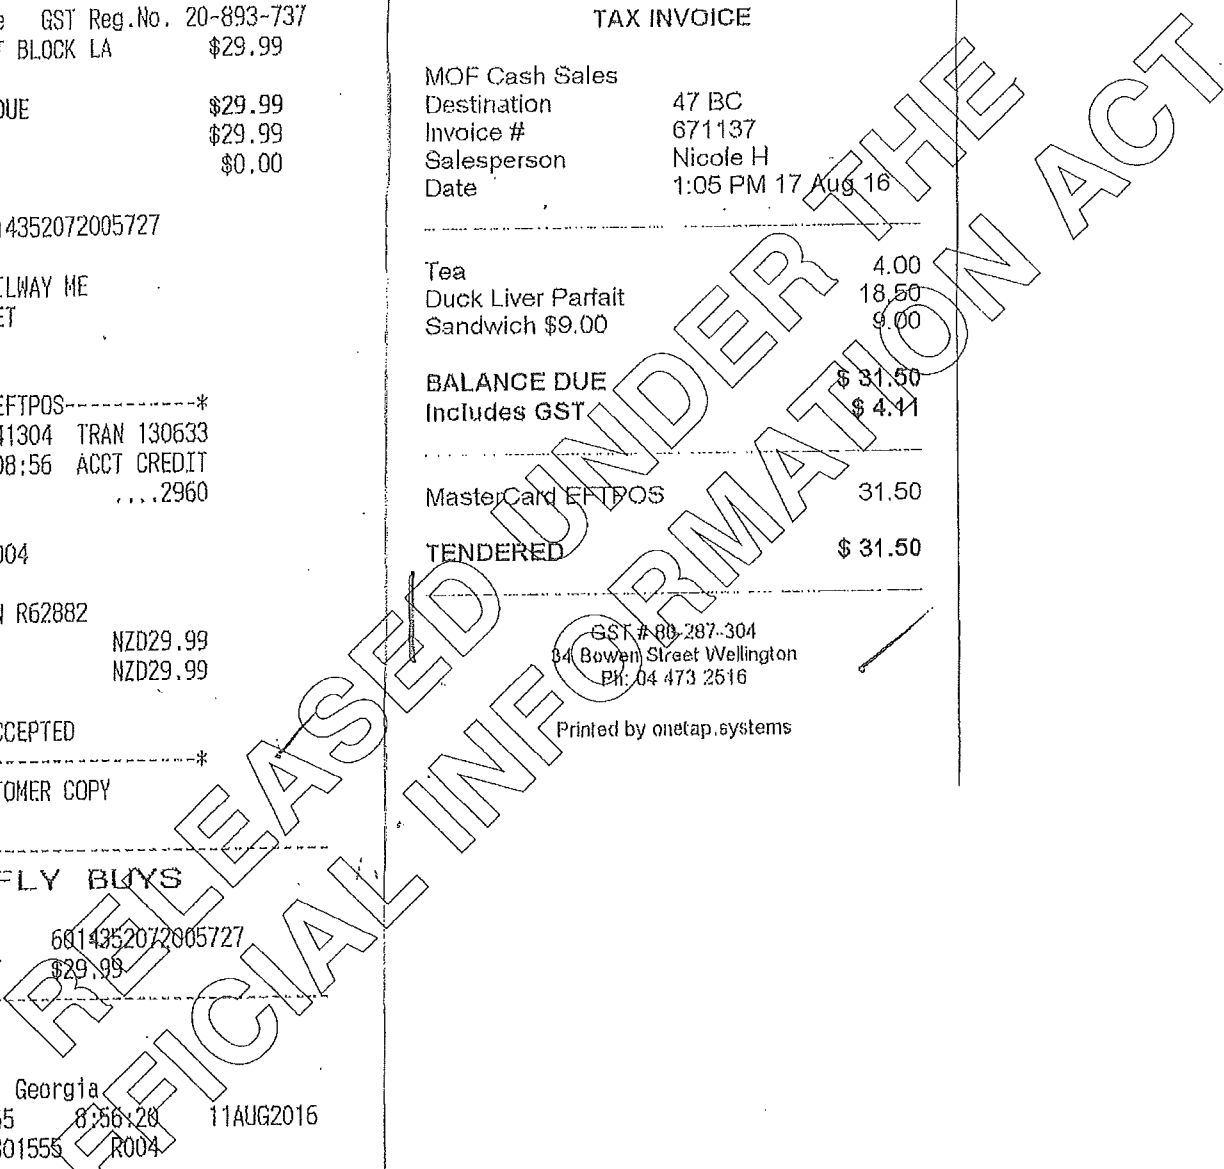 GST Reg.No. 20-893-737
BLOCK LA $29.99
DUE $29.99
$29.99
$0.00
4352072005727
ILWAY ME
ET
EFTPOS-----------*
41304 TRAN 130633
08:56 ACCT CREDIT
....2960
004
N R62882
NZD29.99
NZD29.99
CCEPTED
-------------------*
TOMER COPY
FLY BUYS
6014352072005727
$29.99
Georgia
55 8:56:20 11AUG2016
301555 R004
TAX INVOICE
MOF Cash Sales
Destination 47 BC
Invoice # 671137
Salesperson Nicole H
Date 1:05 PM 17 Aug 16
Tea 4.00
Duck Liver Parfait 18.50
Sandwich $9.00 9.00
BALANCE DUE $ 31.50
Includes GST $ 4.11
MasterCard EFTPOS 31.50
TENDERED $ 31.50
GST # 80-287-304
34 Bowen Street Wellington
Ph: 04 473 2516
Printed by onetap.systems
RELEASED UNDER THE
OFFICIAL INFORMATION ACT